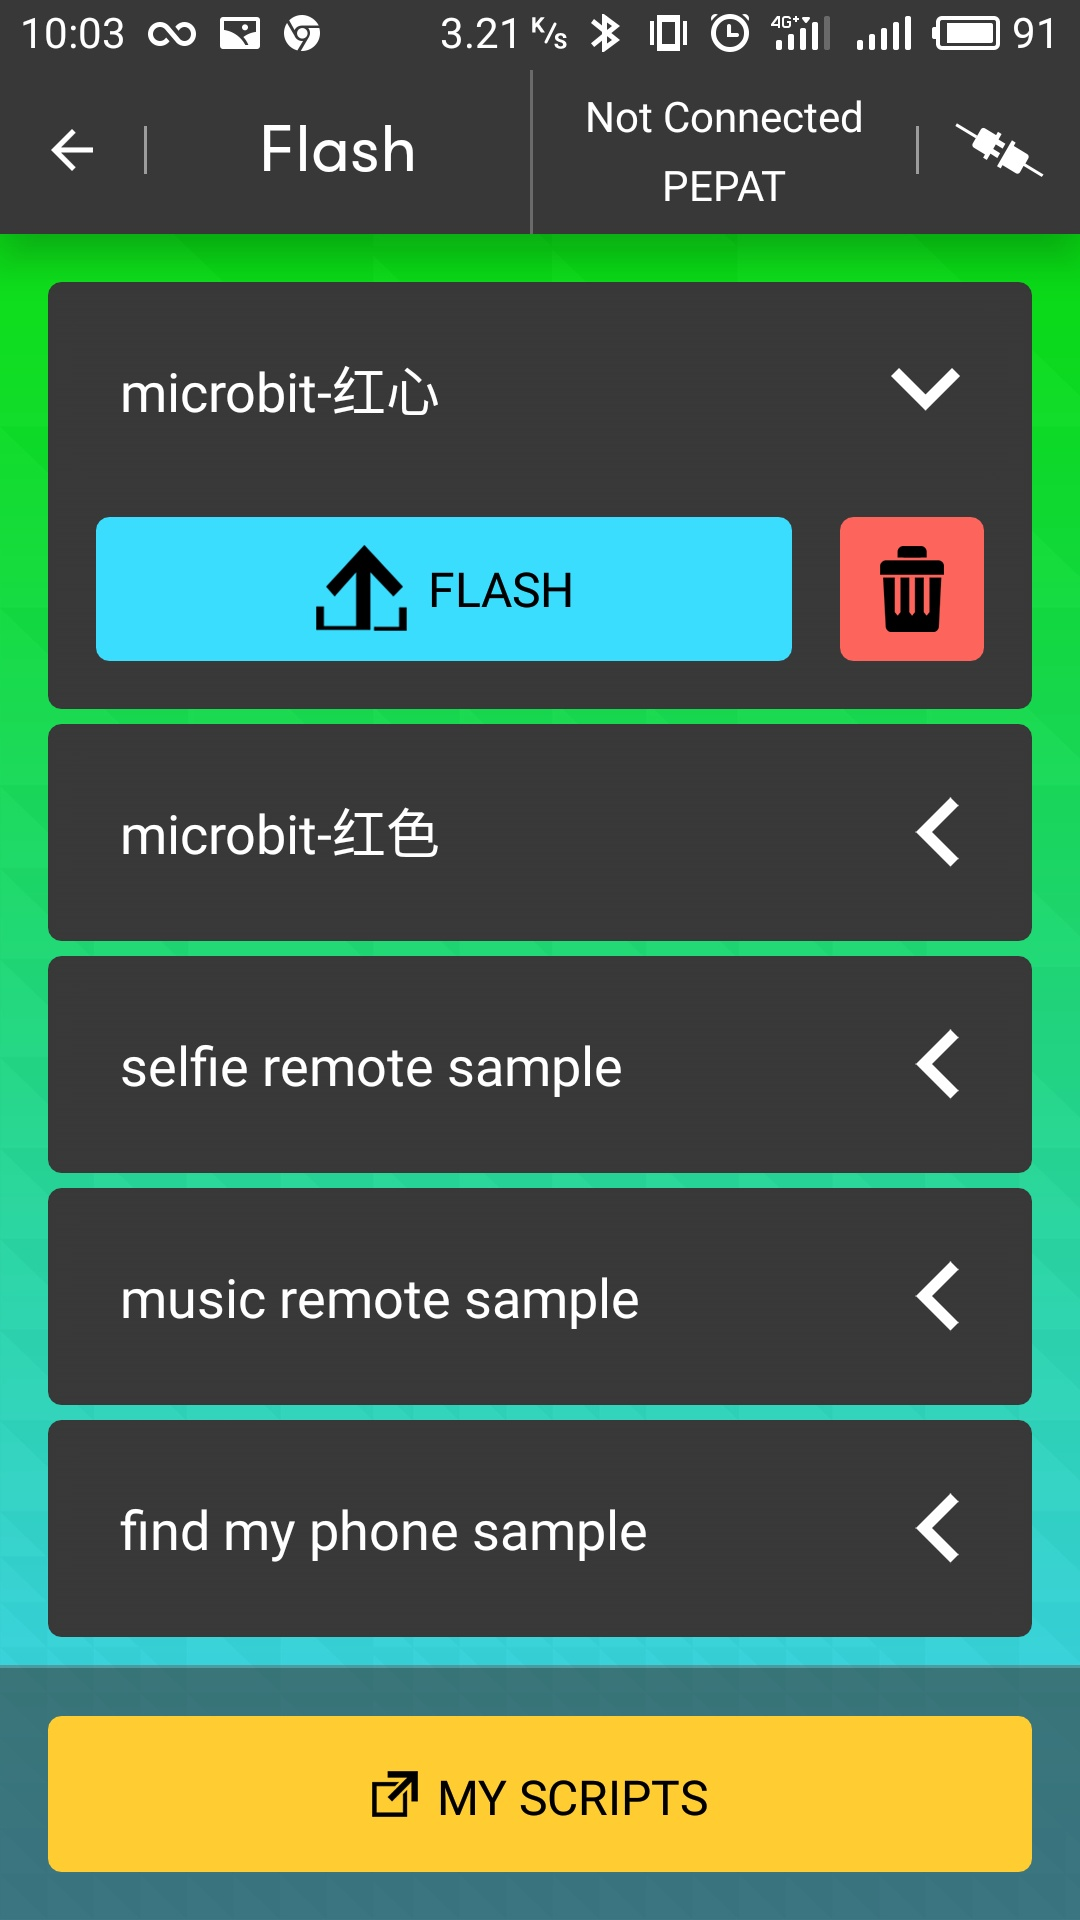 10:03 3.21 K/s 4G+ 91
Flash
Not Connected
PEPAT
microbit-红心
FLASH
microbit-红色
selfie remote sample
music remote sample
find my phone sample
MY SCRIPTS